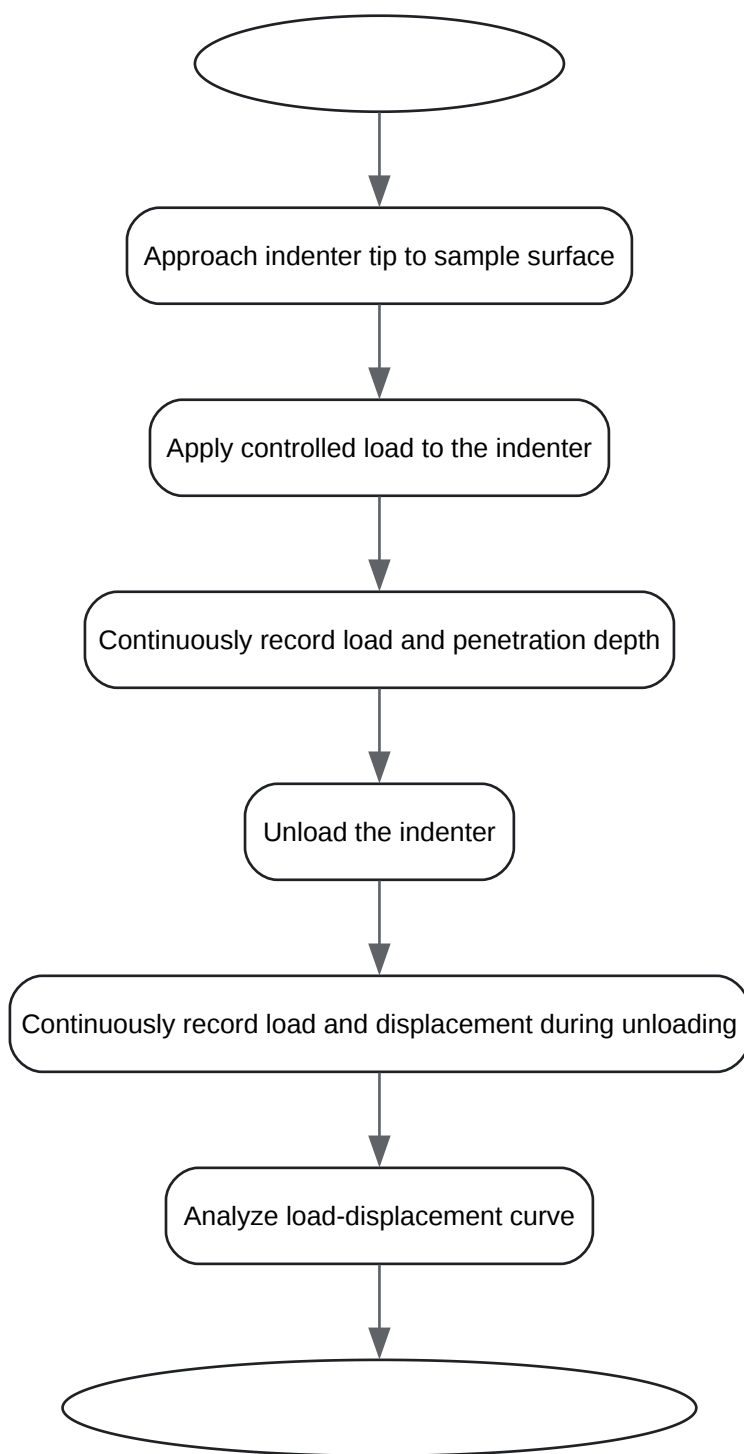 Approach indenter tip to sample surface
Apply controlled load to the indenter
Continuously record load and penetration depth
Unload the indenter
Continuously record load and displacement during unloading
Analyze load-displacement curve